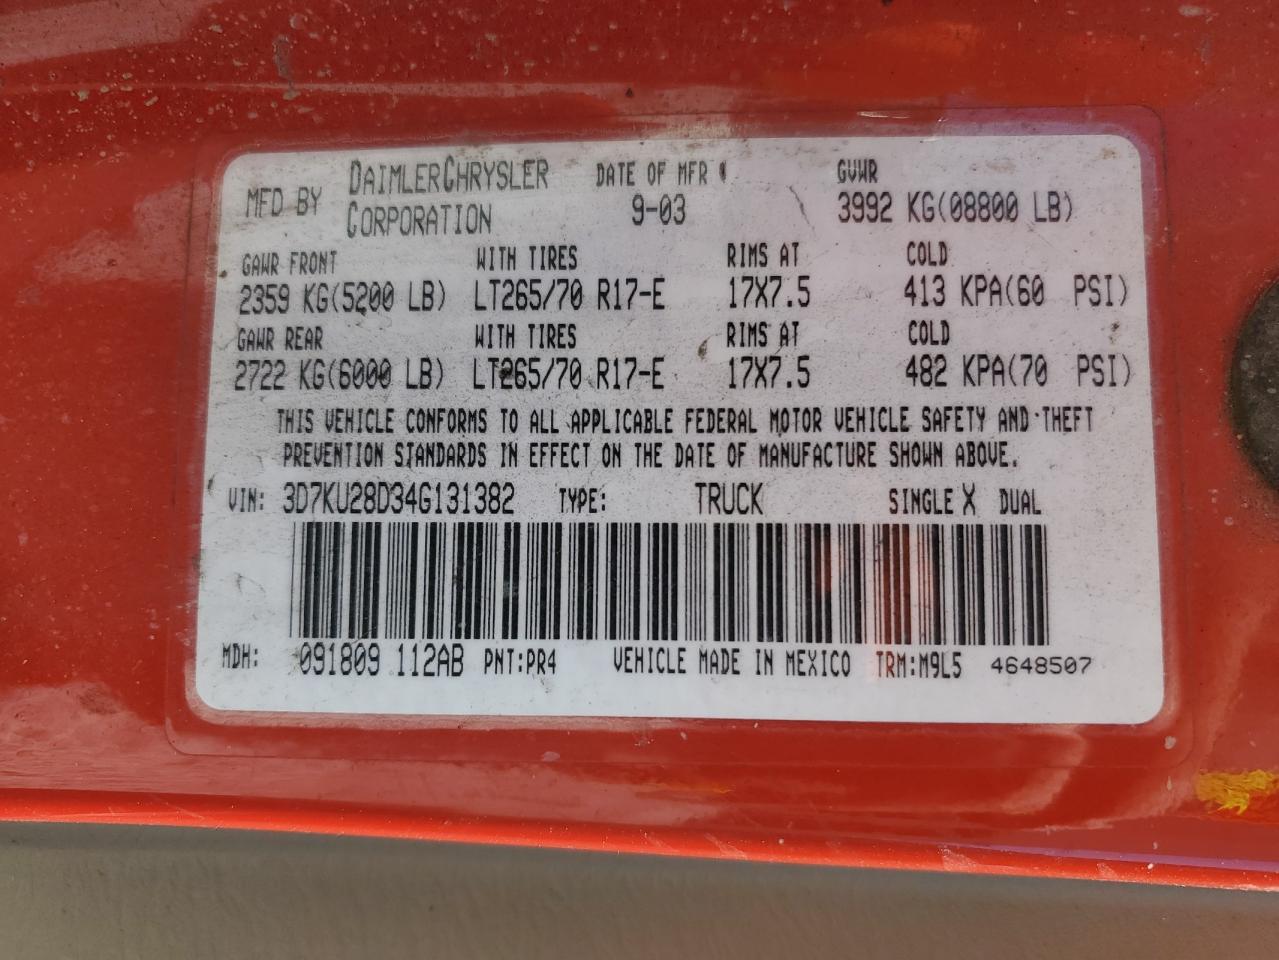 MFD BY DAIMLERCHRYSLER CORPORATION DATE OF MFR 9-03 GVWR 3992 KG(08800 LB)
GAWR FRONT WITH TIRES RIMS AT COLD
2359 KG(5200 LB) LT265/70 R17-E 17X7.5 413 KPA(60 PSI)
GAWR REAR WITH TIRES RIMS AT COLD
2722 KG(6000 LB) LT265/70 R17-E 17X7.5 482 KPA(70 PSI)
THIS VEHICLE CONFORMS TO ALL APPLICABLE FEDERAL MOTOR VEHICLE SAFETY AND THEFT
PREVENTION STANDARDS IN EFFECT ON THE DATE OF MANUFACTURE SHOWN ABOVE.
VIN: 3D7KU28D34G131382 TYPE: TRUCK SINGLE X DUAL
MDH: 091809 112AB PNT:PR4 VEHICLE MADE IN MEXICO TRM:M9L5 4648507